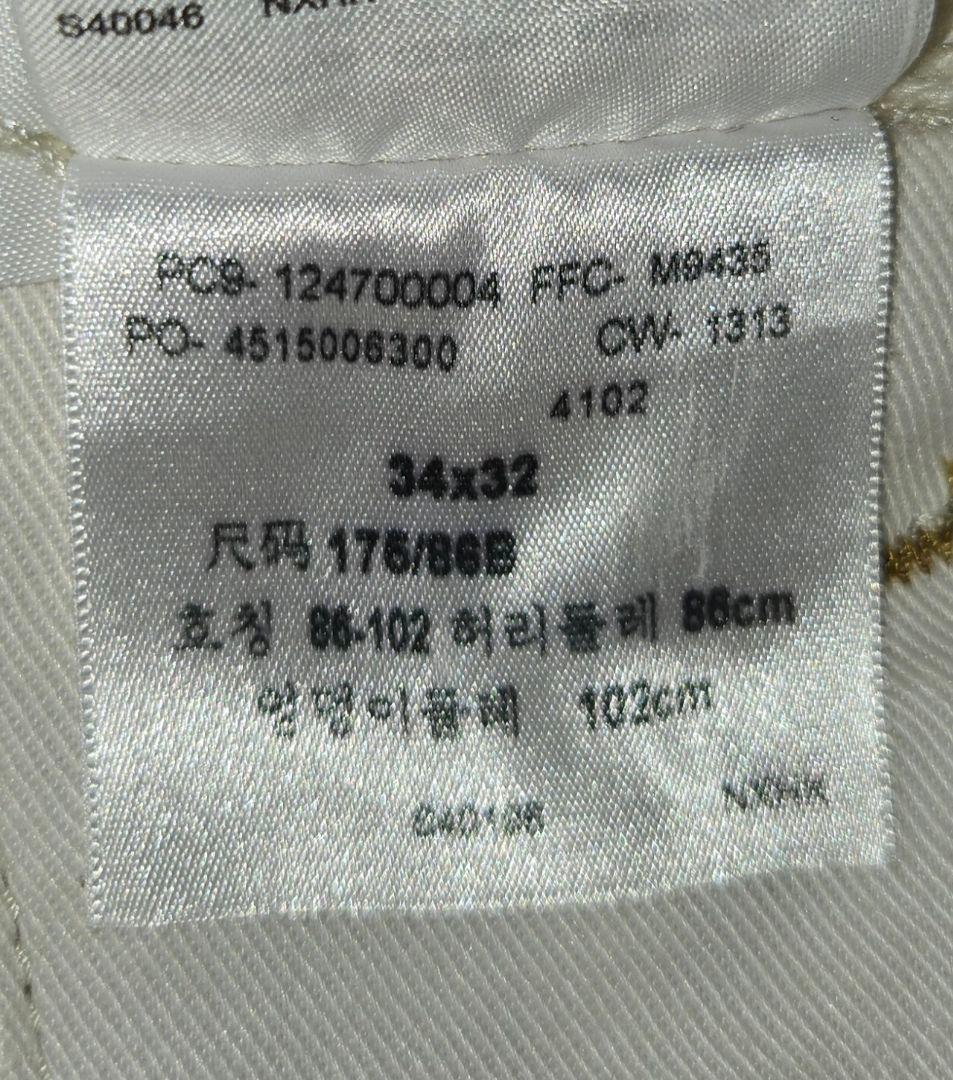 S40046
PC9- 124700004 FFC- M9435
PO- 4515006300 CW- 1313
4102
34x32
尺码 175/86B
호칭 86-102 허리둘레 86cm
엉덩이둘레 102cm
NXHK